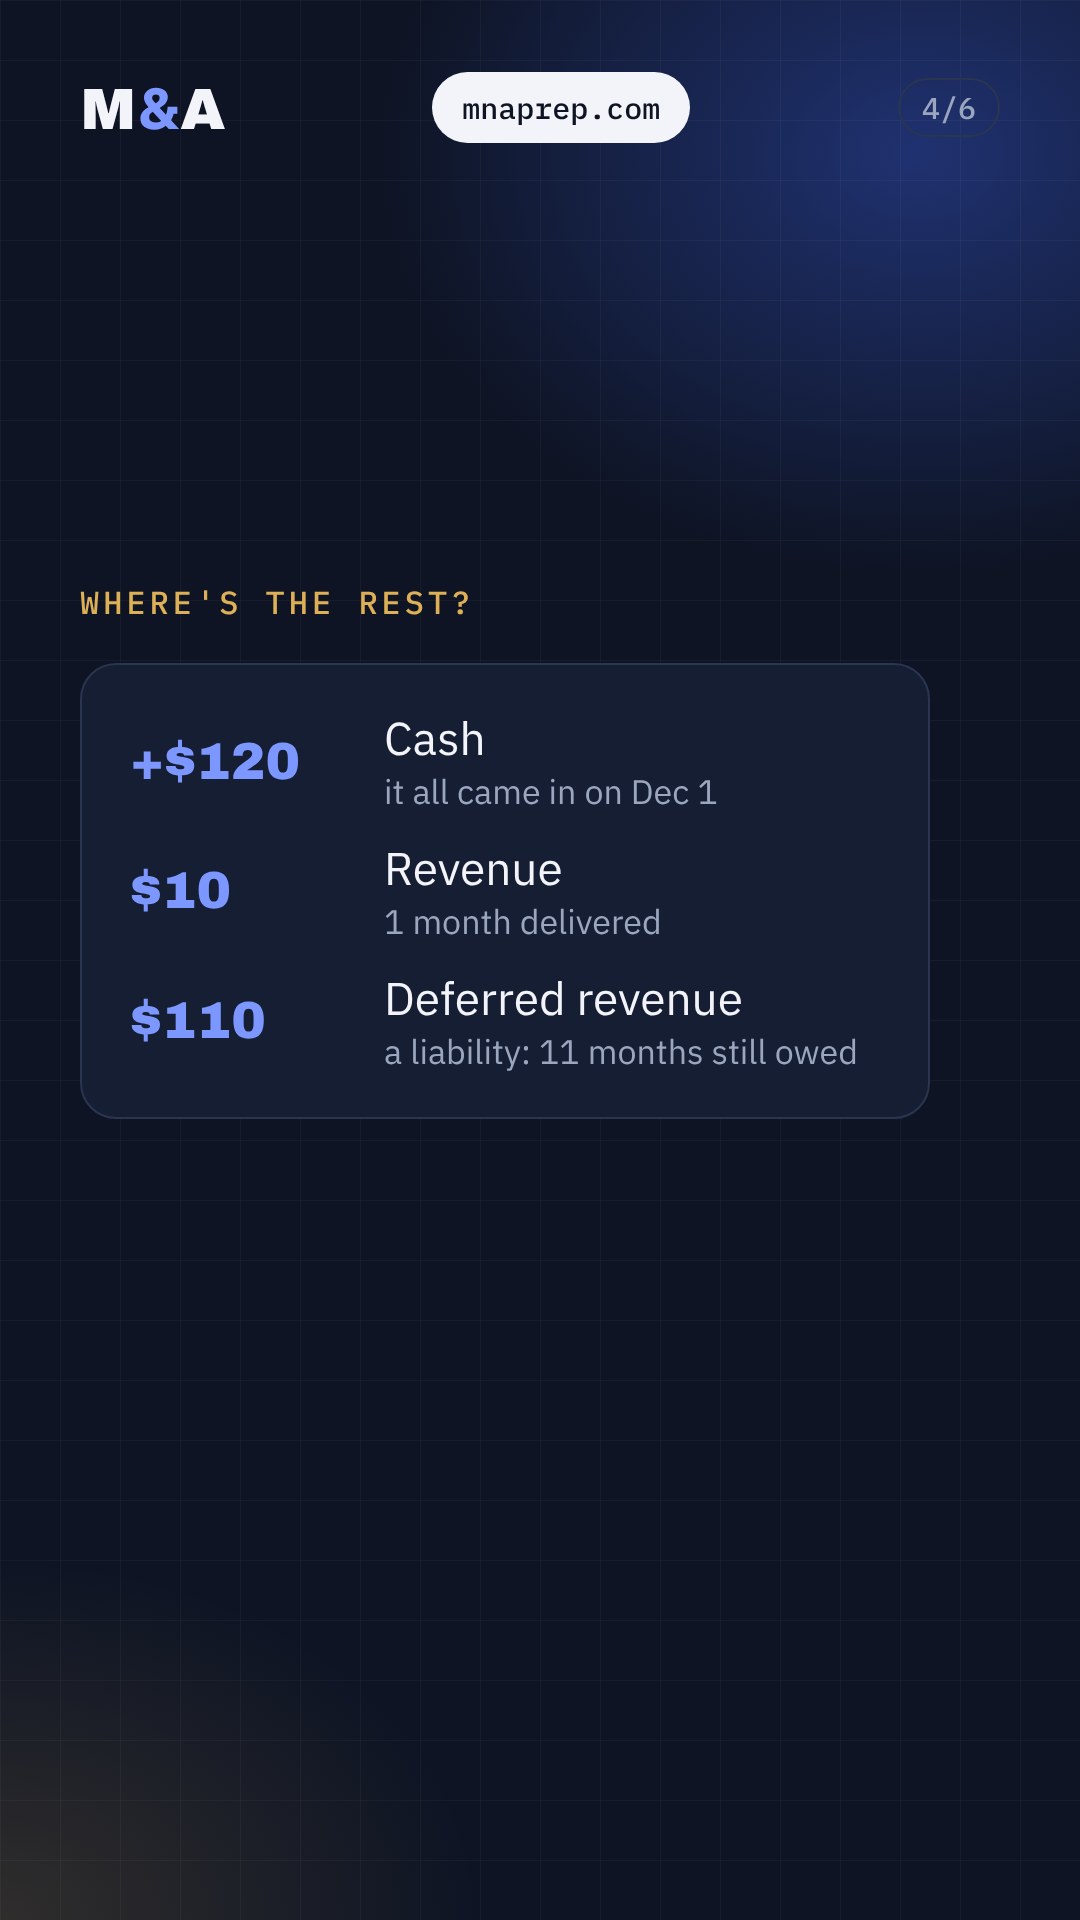 M&A
mnaprep.com
4/6
WHERE'S THE REST?
+$120
Cash
it all came in on Dec 1
$10
Revenue
1 month delivered
$110
Deferred revenue
a liability: 11 months still owed